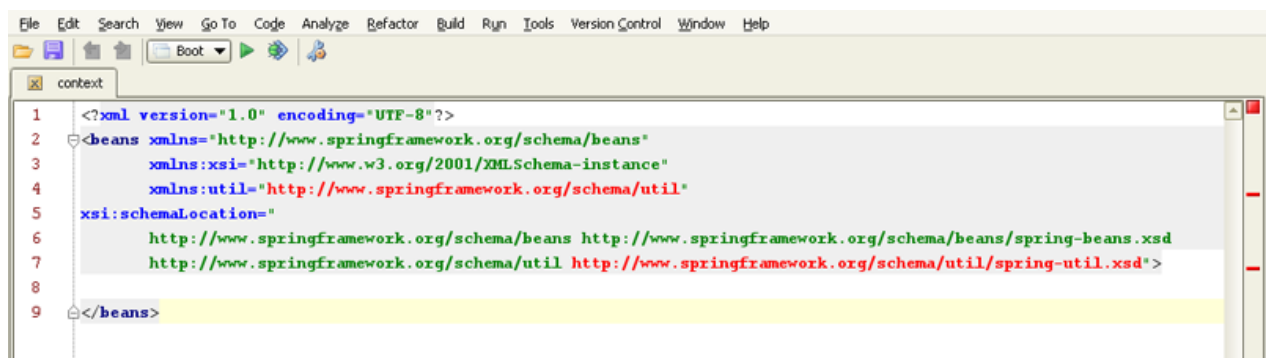 File Edit Search View Go To Code Analyze Refactor Build Run Tools Version Control Window Help
Boot
context
1 <?xml version="1.0" encoding="UTF-8"?>
2 <beans xmlns="http://www.springframework.org/schema/beans"
3 xmlns:xsi="http://www.w3.org/2001/XMLSchema-instance"
4 xmlns:util="http://www.springframework.org/schema/util"
5 xsi:schemaLocation="
6 http://www.springframework.org/schema/beans http://www.springframework.org/schema/beans/spring-beans.xsd
7 http://www.springframework.org/schema/util http://www.springframework.org/schema/util/spring-util.xsd">
8
9 </beans>